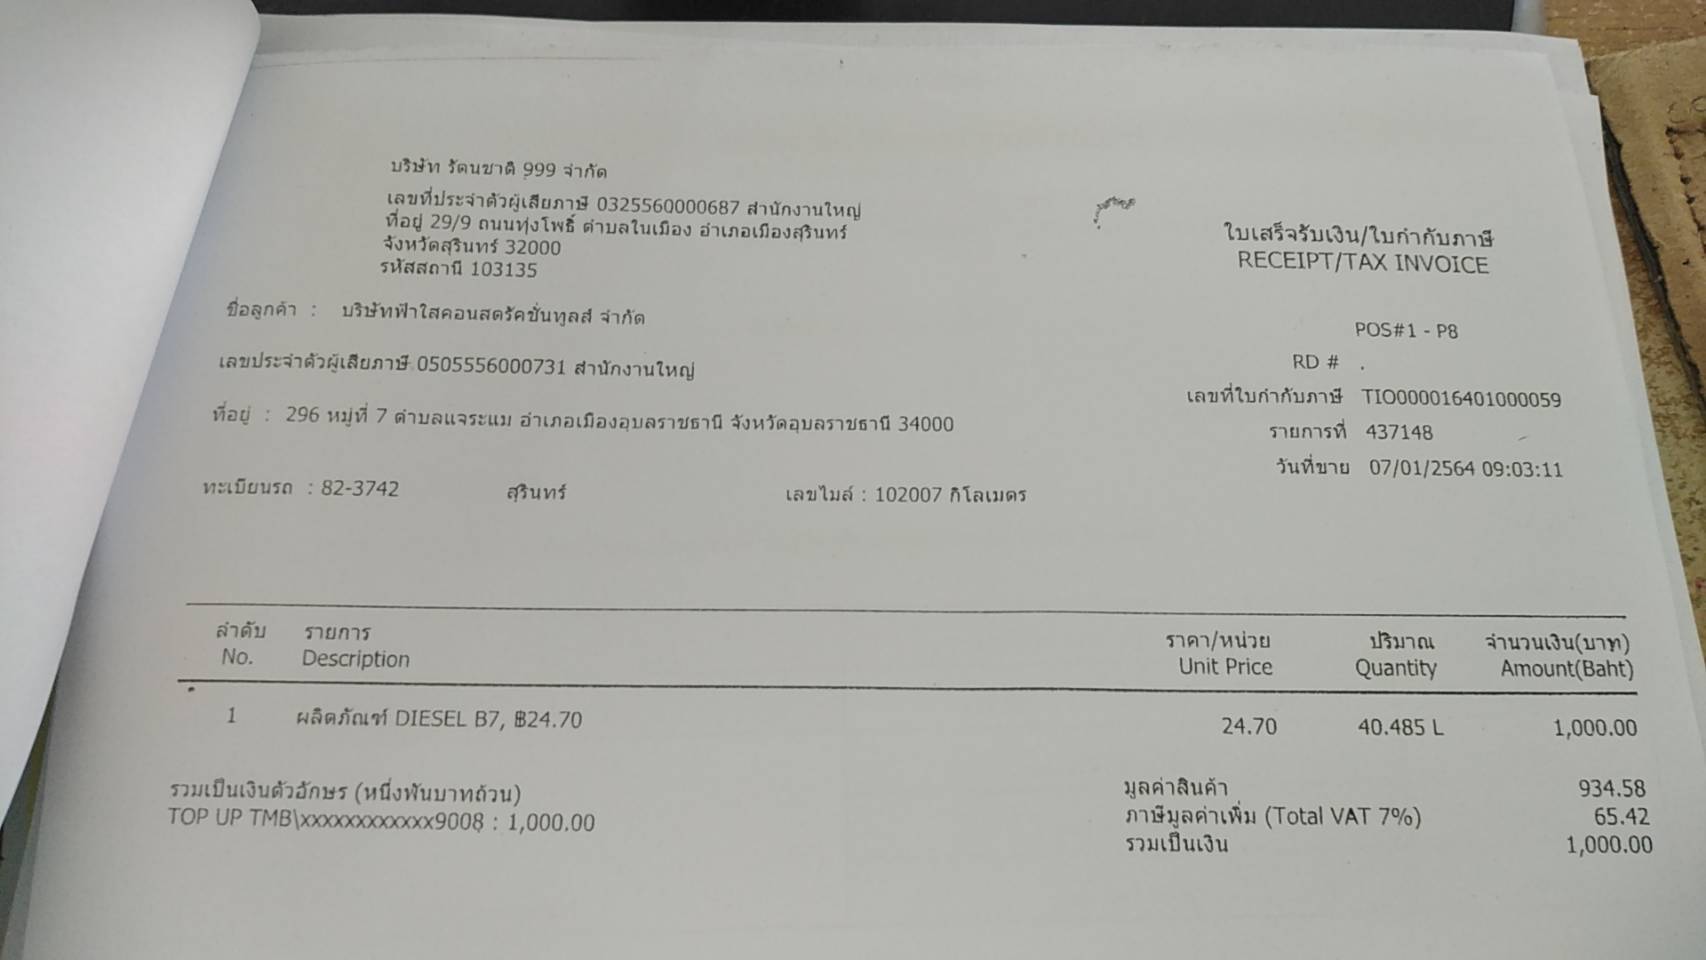 บริษัท รัตนชาติ 999 จำกัด
เลขที่ประจำตัวผู้เสียภาษี 0325560000687 สำนักงานใหญ่
ที่อยู่ 29/9 ถนนทุ่งโพธิ์ ตำบลในเมือง อำเภอเมืองสุรินทร์
จังหวัดสุรินทร์ 32000
รหัสสถานี 103135
ใบเสร็จรับเงิน/ใบกำกับภาษี
RECEIPT/TAX INVOICE
ชื่อลูกค้า : บริษัทฟ้าใสคอนสตรัคชั่นทูลส์ จำกัด
POS#1 - P8
เลขประจำตัวผู้เสียภาษี 0505556000731 สำนักงานใหญ่
RD # .
เลขที่ใบกำกับภาษี TIO000016401000059
ที่อยู่ : 296 หมู่ที่ 7 ตำบลแจระแม อำเภอเมืองอุบลราชธานี จังหวัดอุบลราชธานี 34000
รายการที่ 437148
วันที่ขาย 07/01/2564 09:03:11
ทะเบียนรถ : 82-3742 สุรินทร์ เลขไมล์ : 102007 กิโลเมตร
ลำดับ รายการ ราคา/หน่วย ปริมาณ จำนวนเงิน(บาท)
No. Description Unit Price Quantity Amount(Baht)
1 ผลิตภัณฑ์ DIESEL B7, ฿24.70 24.70 40.485 L 1,000.00
รวมเป็นเงินตัวอักษร (หนึ่งพันบาทถ้วน) มูลค่าสินค้า 934.58
TOP UP TMB\xxxxxxxxxxxx9008 : 1,000.00 ภาษีมูลค่าเพิ่ม (Total VAT 7%) 65.42
รวมเป็นเงิน 1,000.00